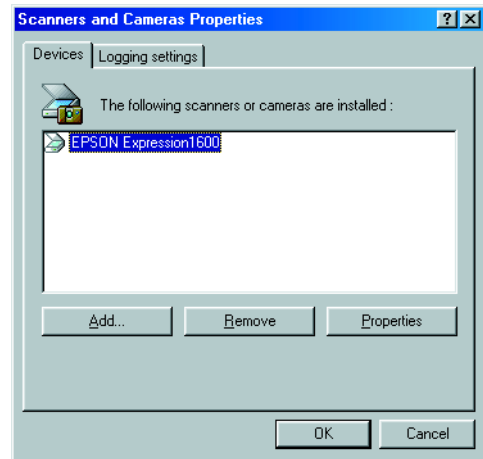 Scanners and Cameras Properties
Devices
Logging settings
The following scanners or cameras are installed :
EPSON Expression1600
Add...
Remove
Properties
OK
Cancel